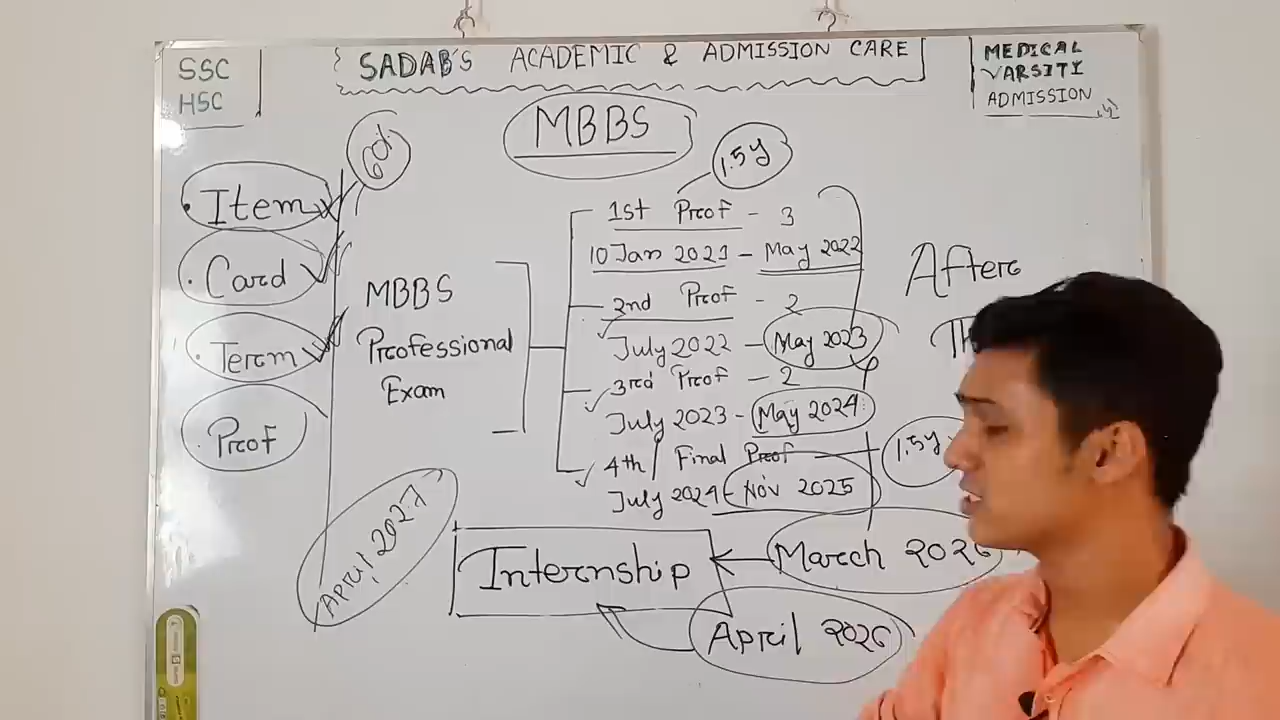 SSC
HSC
SADAB'S ACADEMIC & ADMISSION CARE
MEDICAL
VARSITI
ADMISSION
MBBS
60%
1.5y
Item
Card
Term
Prof
MBBS
Professional
Exam
1st Prof - 3
10 Jan 2021 - May 2022
2nd Prof - 2
July 2022 - May 2023
3rd Prof - 2
July 2023 - May 2024
4th / Final Prof
July 2024 - Nov 2025
After
Th
1.5y
April 2027
Internship
March 2026
April 2026